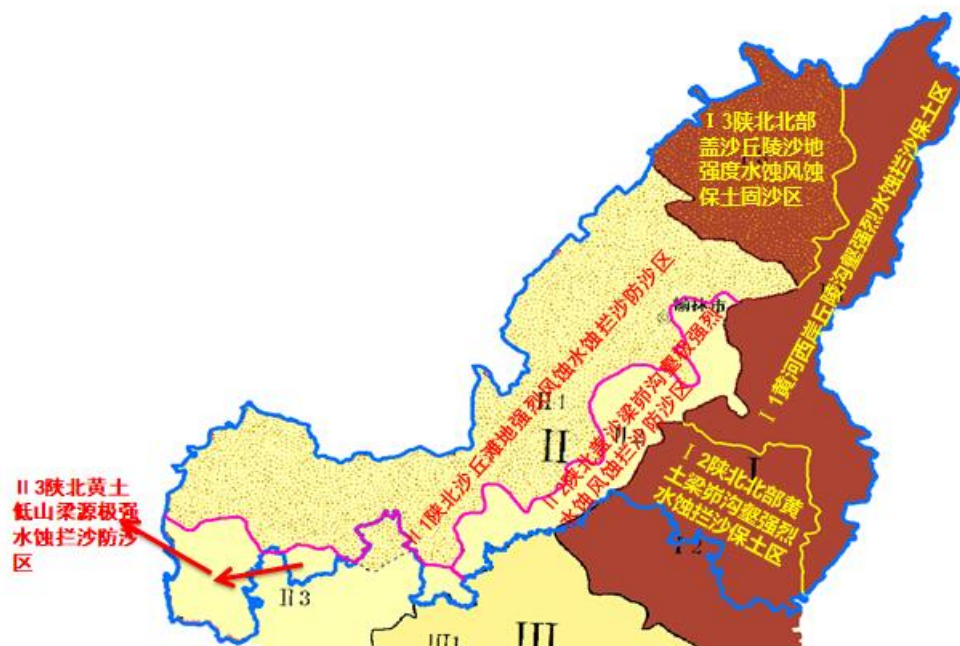 Ⅰ3陕北北部
盖沙丘陵沙地
强度水蚀风蚀
保土固沙区
Ⅰ1黄河西岸丘陵沟壑强烈水蚀拦沙保土区
榆林市
Ⅱ1陕北沙丘滩地强烈风蚀水蚀拦沙防沙区
Ⅱ1
Ⅱ
Ⅱ2陕北盖沙梁峁沟壑极强烈
水蚀风蚀拦沙防沙区
Ⅰ
Ⅰ2陕北北部黄
土梁峁沟壑强烈
水蚀拦沙保土区
Ⅰ2
Ⅱ3陕北黄土
低山梁源极强
水蚀拦沙防沙
区
Ⅱ3
Ⅲ1
Ⅲ